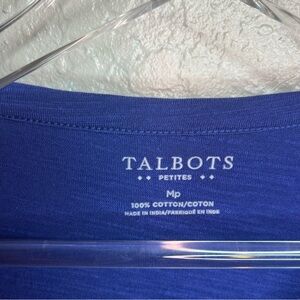 TALBOTS
PETITES
Mp
100% COTTON/COTON
MADE IN INDIA/FABRIQUÉ EN INDE